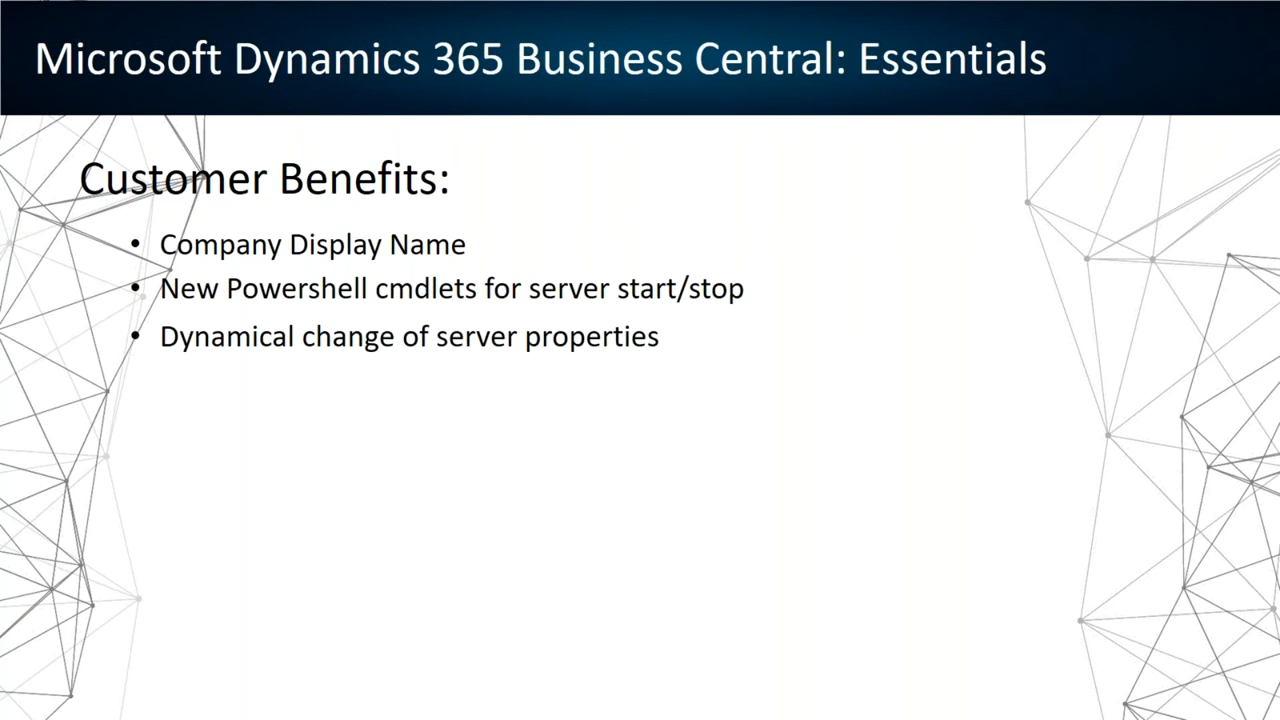 Microsoft Dynamics 365 Business Central: Essentials
Customer Benefits:
• Company Display Name
• New Powershell cmdlets for server start/stop
• Dynamical change of server properties